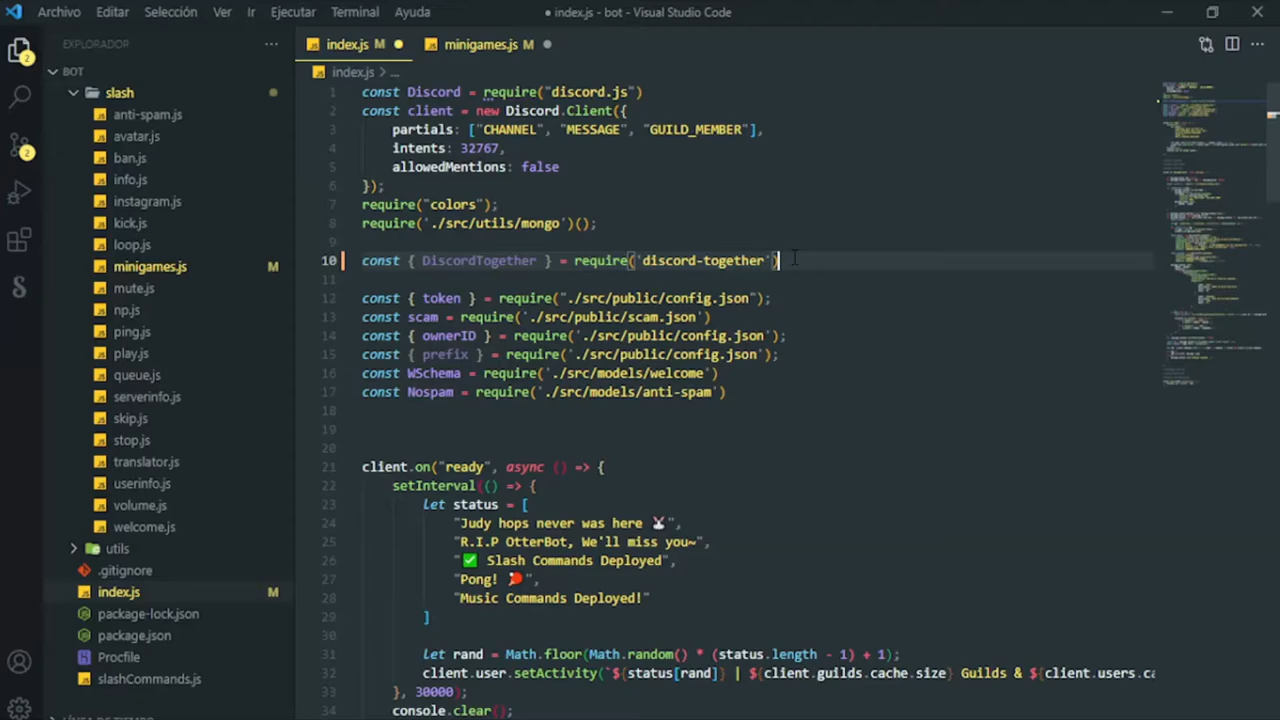 Archivo Editar Selección Ver Ir Ejecutar Terminal Ayuda ● index.js - bot - Visual Studio Code
EXPLORADOR ...
index.js M
minigames.js M
2
2
BOT
slash
anti-spam.js
avatar.js
ban.js
info.js
instagram.js
kick.js
loop.js
minigames.js M
mute.js
np.js
ping.js
play.js
queue.js
serverinfo.js
skip.js
stop.js
translator.js
userinfo.js
volume.js
welcome.js
utils
.gitignore
index.js M
package-lock.json
package.json
Procfile
slashCommands.js
index.js > ...
1 const Discord = require("discord.js")
2 const client = new Discord.Client({
3 partials: ["CHANNEL", "MESSAGE", "GUILD_MEMBER"],
4 intents: 32767,
5 allowedMentions: false
6 });
7 require("colors");
8 require('./src/utils/mongo')();
9
10 const { DiscordTogether } = require('discord-together')
11
12 const { token } = require("./src/public/config.json");
13 const scam = require('./src/public/scam.json')
14 const { ownerID } = require('./src/public/config.json');
15 const { prefix } = require('./src/public/config.json');
16 const WSchema = require('./src/models/welcome')
17 const Nospam = require('./src/models/anti-spam')
18
19
20
21 client.on("ready", async () => {
22 setInterval(() => {
23 let status = [
24 "Judy hops never was here 🐰",
25 "R.I.P OtterBot, We'll miss you~",
26 "✅ Slash Commands Deployed",
27 "Pong! 🏓",
28 "Music Commands Deployed!"
29 ]
30
31 let rand = Math.floor(Math.random() * (status.length - 1) + 1);
32 client.user.setActivity(`${status[rand]} | ${client.guilds.cache.size} Guilds & ${client.users.ca
33 }, 30000);
34 console.clear();